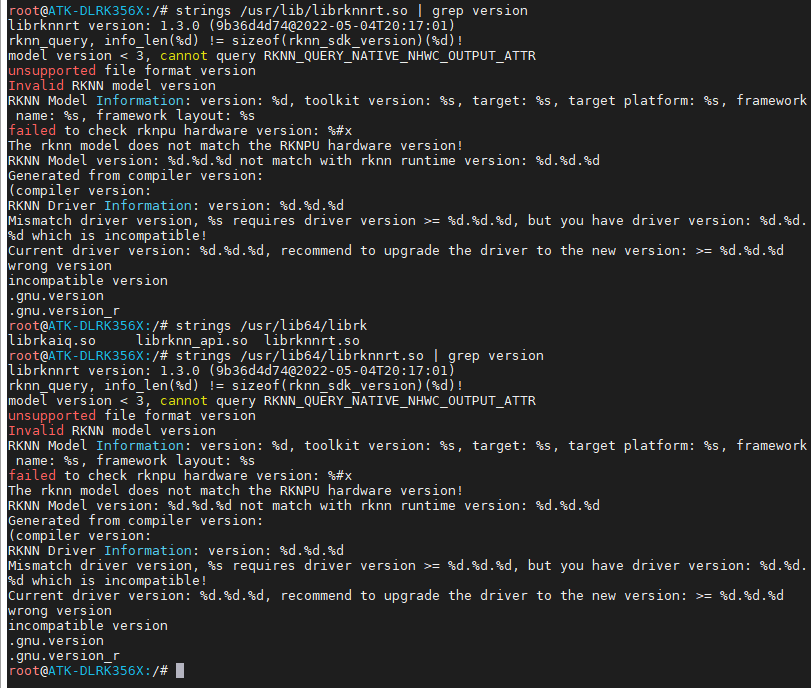 root@ATK-DLRK356X:/# strings /usr/lib/librknnrt.so | grep version
librknnrt version: 1.3.0 (9b36d4d74@2022-05-04T20:17:01)
rknn_query, info_len(%d) != sizeof(rknn_sdk_version)(%d)!
model version < 3, cannot query RKNN_QUERY_NATIVE_NHWC_OUTPUT_ATTR
unsupported file format version
Invalid RKNN model version
RKNN Model Information: version: %d, toolkit version: %s, target: %s, target platform: %s, framework
 name: %s, framework layout: %s
failed to check rknpu hardware version: %#x
The rknn model does not match the RKNPU hardware version!
RKNN Model version: %d.%d.%d not match with rknn runtime version: %d.%d.%d
Generated from compiler version:
(compiler version:
RKNN Driver Information: version: %d.%d.%d
Mismatch driver version, %s requires driver version >= %d.%d.%d, but you have driver version: %d.%d.
%d which is incompatible!
Current driver version: %d.%d.%d, recommend to upgrade the driver to the new version: >= %d.%d.%d
wrong version
incompatible version
.gnu.version
.gnu.version_r
root@ATK-DLRK356X:/# strings /usr/lib64/librk
librkaiq.so     librknn_api.so  librknnrt.so
root@ATK-DLRK356X:/# strings /usr/lib64/librknnrt.so | grep version
librknnrt version: 1.3.0 (9b36d4d74@2022-05-04T20:17:01)
rknn_query, info_len(%d) != sizeof(rknn_sdk_version)(%d)!
model version < 3, cannot query RKNN_QUERY_NATIVE_NHWC_OUTPUT_ATTR
unsupported file format version
Invalid RKNN model version
RKNN Model Information: version: %d, toolkit version: %s, target: %s, target platform: %s, framework
 name: %s, framework layout: %s
failed to check rknpu hardware version: %#x
The rknn model does not match the RKNPU hardware version!
RKNN Model version: %d.%d.%d not match with rknn runtime version: %d.%d.%d
Generated from compiler version:
(compiler version:
RKNN Driver Information: version: %d.%d.%d
Mismatch driver version, %s requires driver version >= %d.%d.%d, but you have driver version: %d.%d.
%d which is incompatible!
Current driver version: %d.%d.%d, recommend to upgrade the driver to the new version: >= %d.%d.%d
wrong version
incompatible version
.gnu.version
.gnu.version_r
root@ATK-DLRK356X:/#